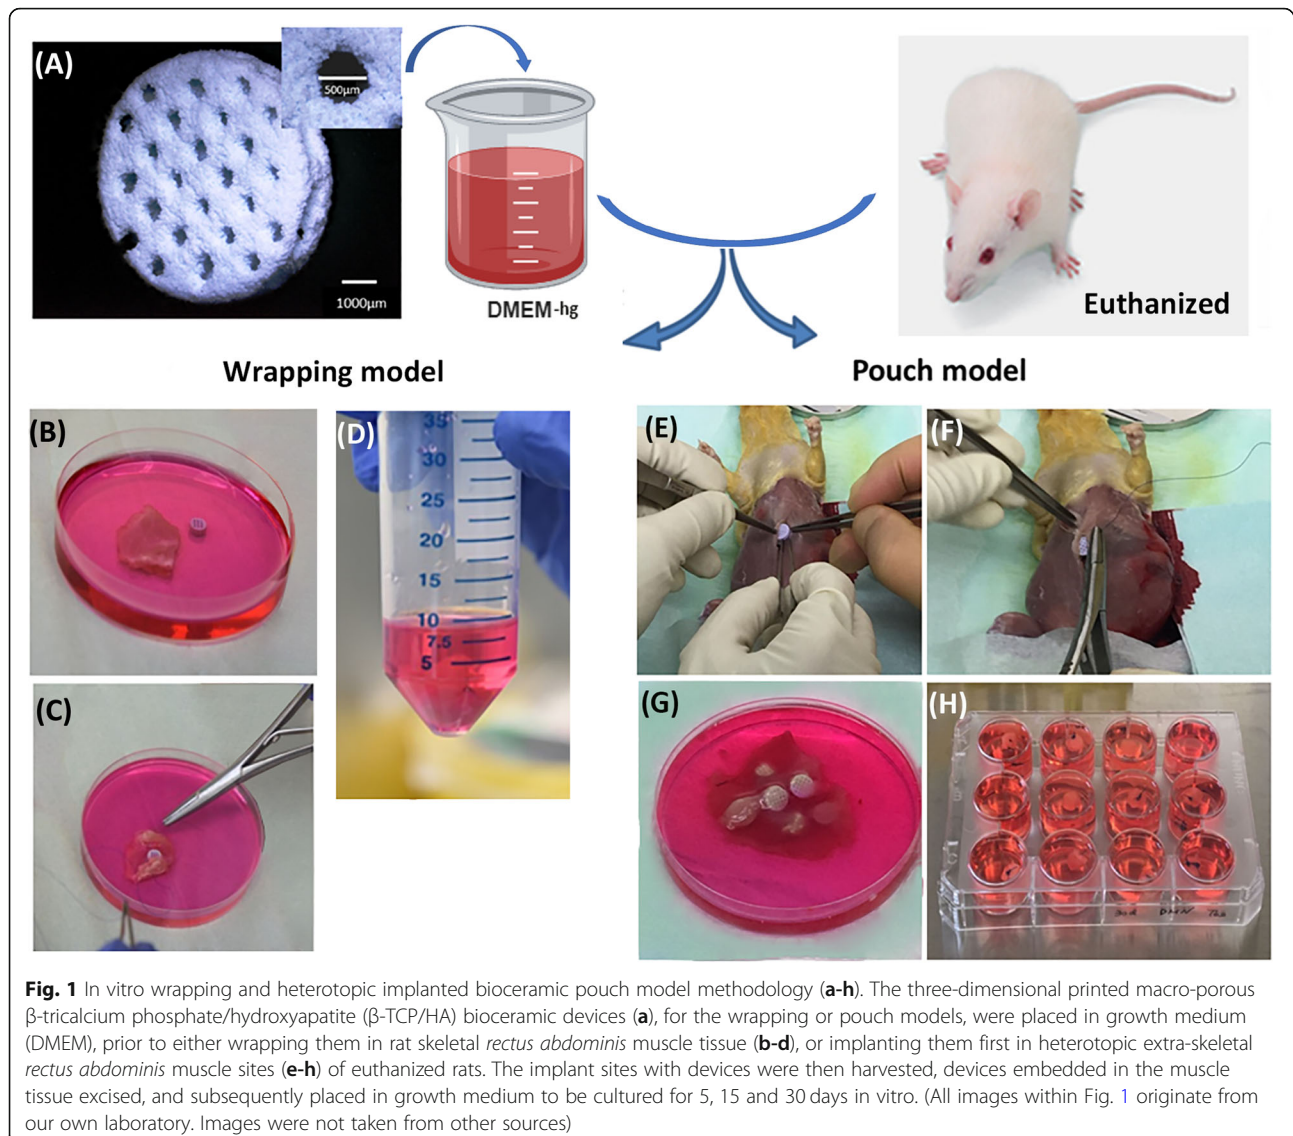 (A)
500µm
1000µm
DMEM-hg
Euthanized
Wrapping model
Pouch model
(B)
(D)
35
30
25
20
15
10
7.5
5
(C)
(E)
(F)
(G)
(H)
Fig. 1 In vitro wrapping and heterotopic implanted bioceramic pouch model methodology (a-h). The three-dimensional printed macro-porous
β-tricalcium phosphate/hydroxyapatite (β-TCP/HA) bioceramic devices (a), for the wrapping or pouch models, were placed in growth medium
(DMEM), prior to either wrapping them in rat skeletal rectus abdominis muscle tissue (b-d), or implanting them first in heterotopic extra-skeletal
rectus abdominis muscle sites (e-h) of euthanized rats. The implant sites with devices were then harvested, devices embedded in the muscle
tissue excised, and subsequently placed in growth medium to be cultured for 5, 15 and 30 days in vitro. (All images within Fig. 1 originate from
our own laboratory. Images were not taken from other sources)